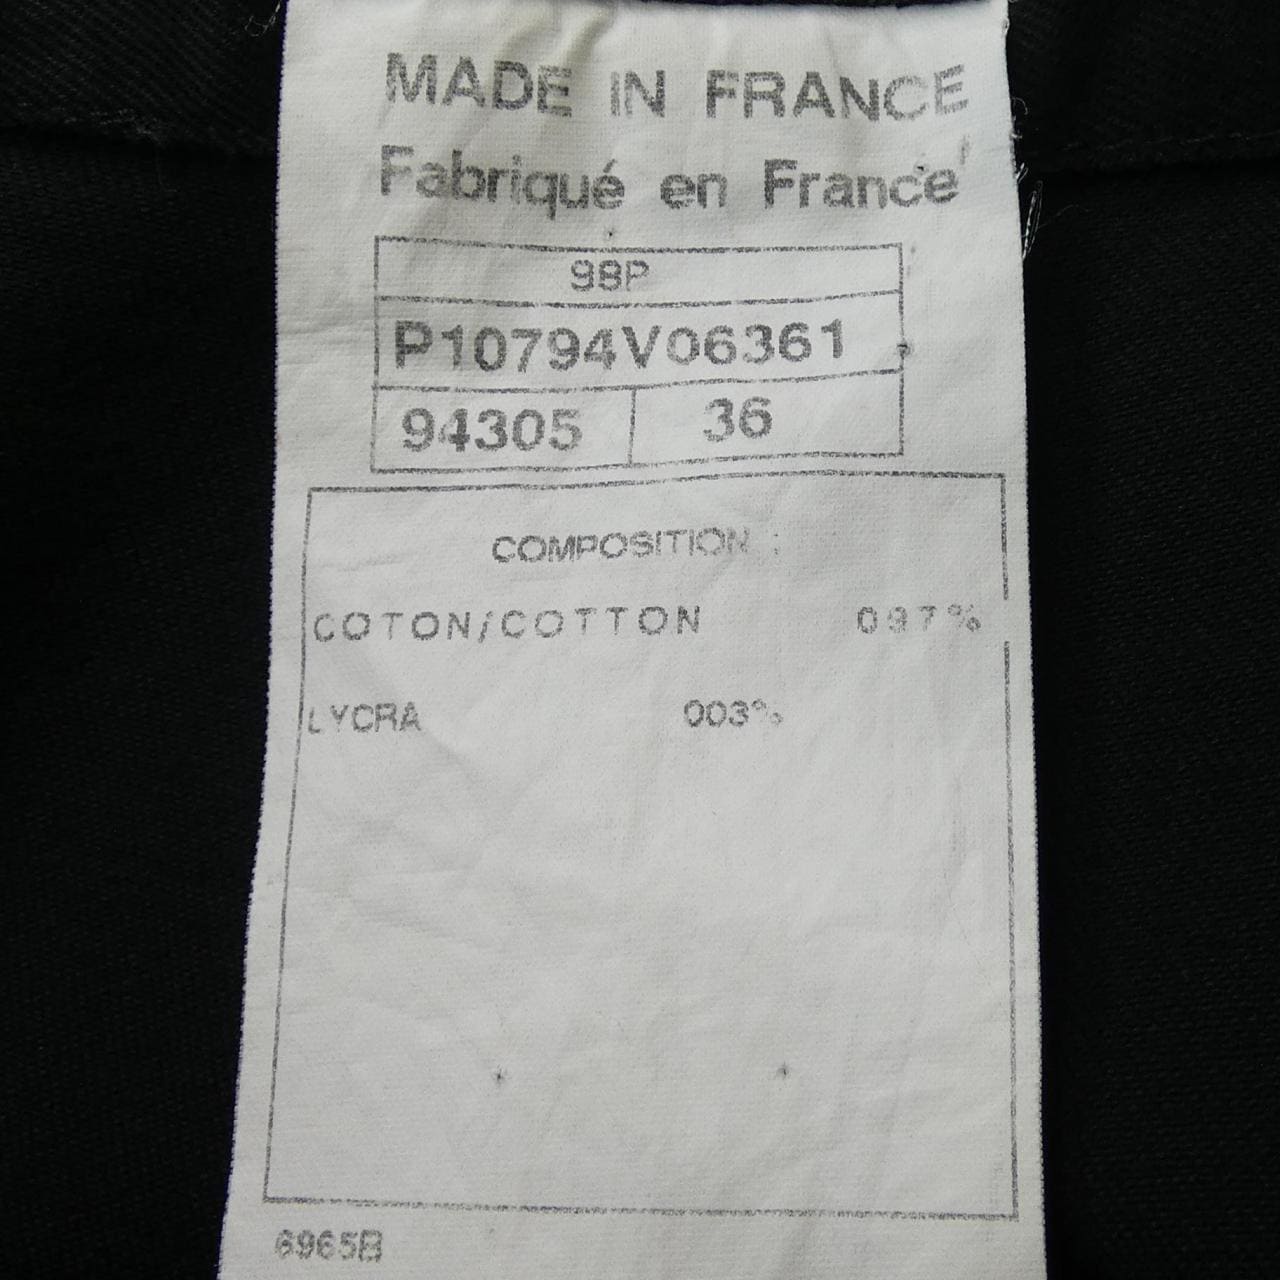 MADE IN FRANCE
Fabriqué en France
98P
P10794V06361
94305 36
COMPOSITION :
COTON/COTTON 097%
LYCRA 003%
6965B